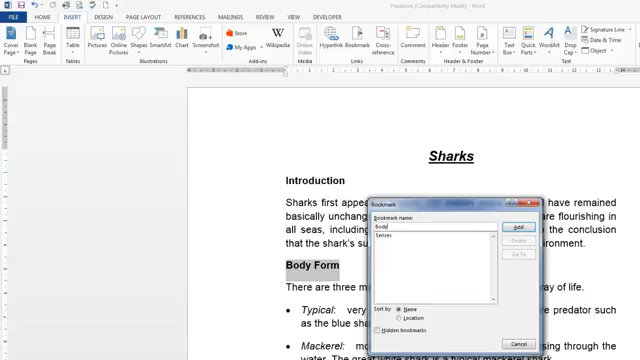 Predators [Compatibility Mode] - Word
FILE HOME INSERT DESIGN PAGE LAYOUT REFERENCES MAILINGS REVIEW VIEW DEVELOPER
Cover Page
Blank Page
Page Break
Table
Pictures
Online Pictures
Shapes
SmartArt
Chart
Screenshot
Store
My Apps
Wikipedia
Online Video
Hyperlink
Bookmark
Cross-reference
Comment
Header
Footer
Page Number
Text Box
Quick Parts
WordArt
Drop Cap
Signature Line
Date & Time
Object
Pages
Tables
Illustrations
Add-ins
Media
Links
Comments
Header & Footer
Text
Sharks
Introduction
Sharks first appea
have remained
basically unchang
are flourishing in
all seas, including
the conclusion
that the shark's su
ironment.
Body Form
There are three m
ay of life.
• Typical: very
e predator such
as the blue sha
• Mackerel: mo
sing through the
water. The great white shark is a typical mackerel shark.
Bookmark
Bookmark name:
Body
Add
Senses
Delete
Go To
Sort by: Name
Location
Hidden bookmarks
Cancel